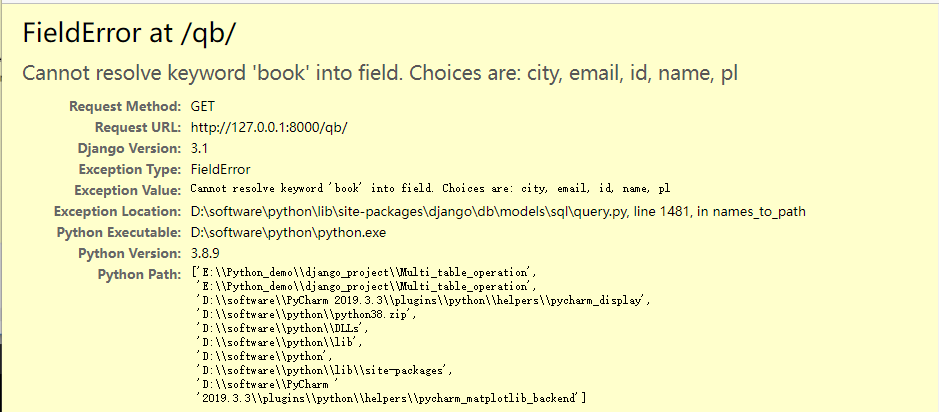 FieldError at /qb/
Cannot resolve keyword 'book' into field. Choices are: city, email, id, name, pl
Request Method: GET
Request URL: http://127.0.0.1:8000/qb/
Django Version: 3.1
Exception Type: FieldError
Exception Value: Cannot resolve keyword 'book' into field. Choices are: city, email, id, name, pl
Exception Location: D:\software\python\lib\site-packages\django\db\models\sql\query.py, line 1481, in names_to_path
Python Executable: D:\software\python\python.exe
Python Version: 3.8.9
Python Path: ['E:\\Python_demo\\django_project\\Multi_table_operation',
'E:\\Python_demo\\django_project\\Multi_table_operation',
'D:\\software\\PyCharm 2019.3.3\\plugins\\python\\helpers\\pycharm_display',
'D:\\software\\python\\python38.zip',
'D:\\software\\python\\DLLs',
'D:\\software\\python\\lib',
'D:\\software\\python',
'D:\\software\\python\\lib\\site-packages',
'D:\\software\\PyCharm '
'2019.3.3\\plugins\\python\\helpers\\pycharm_matplotlib_backend']